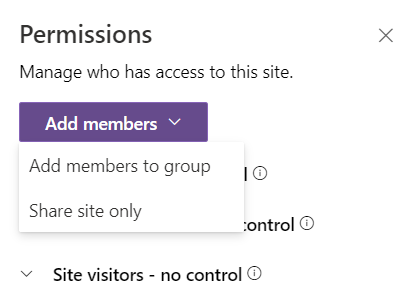 Permissions
Manage who has access to this site.
Add members
Add members to group
Share site only
control
Site visitors - no control